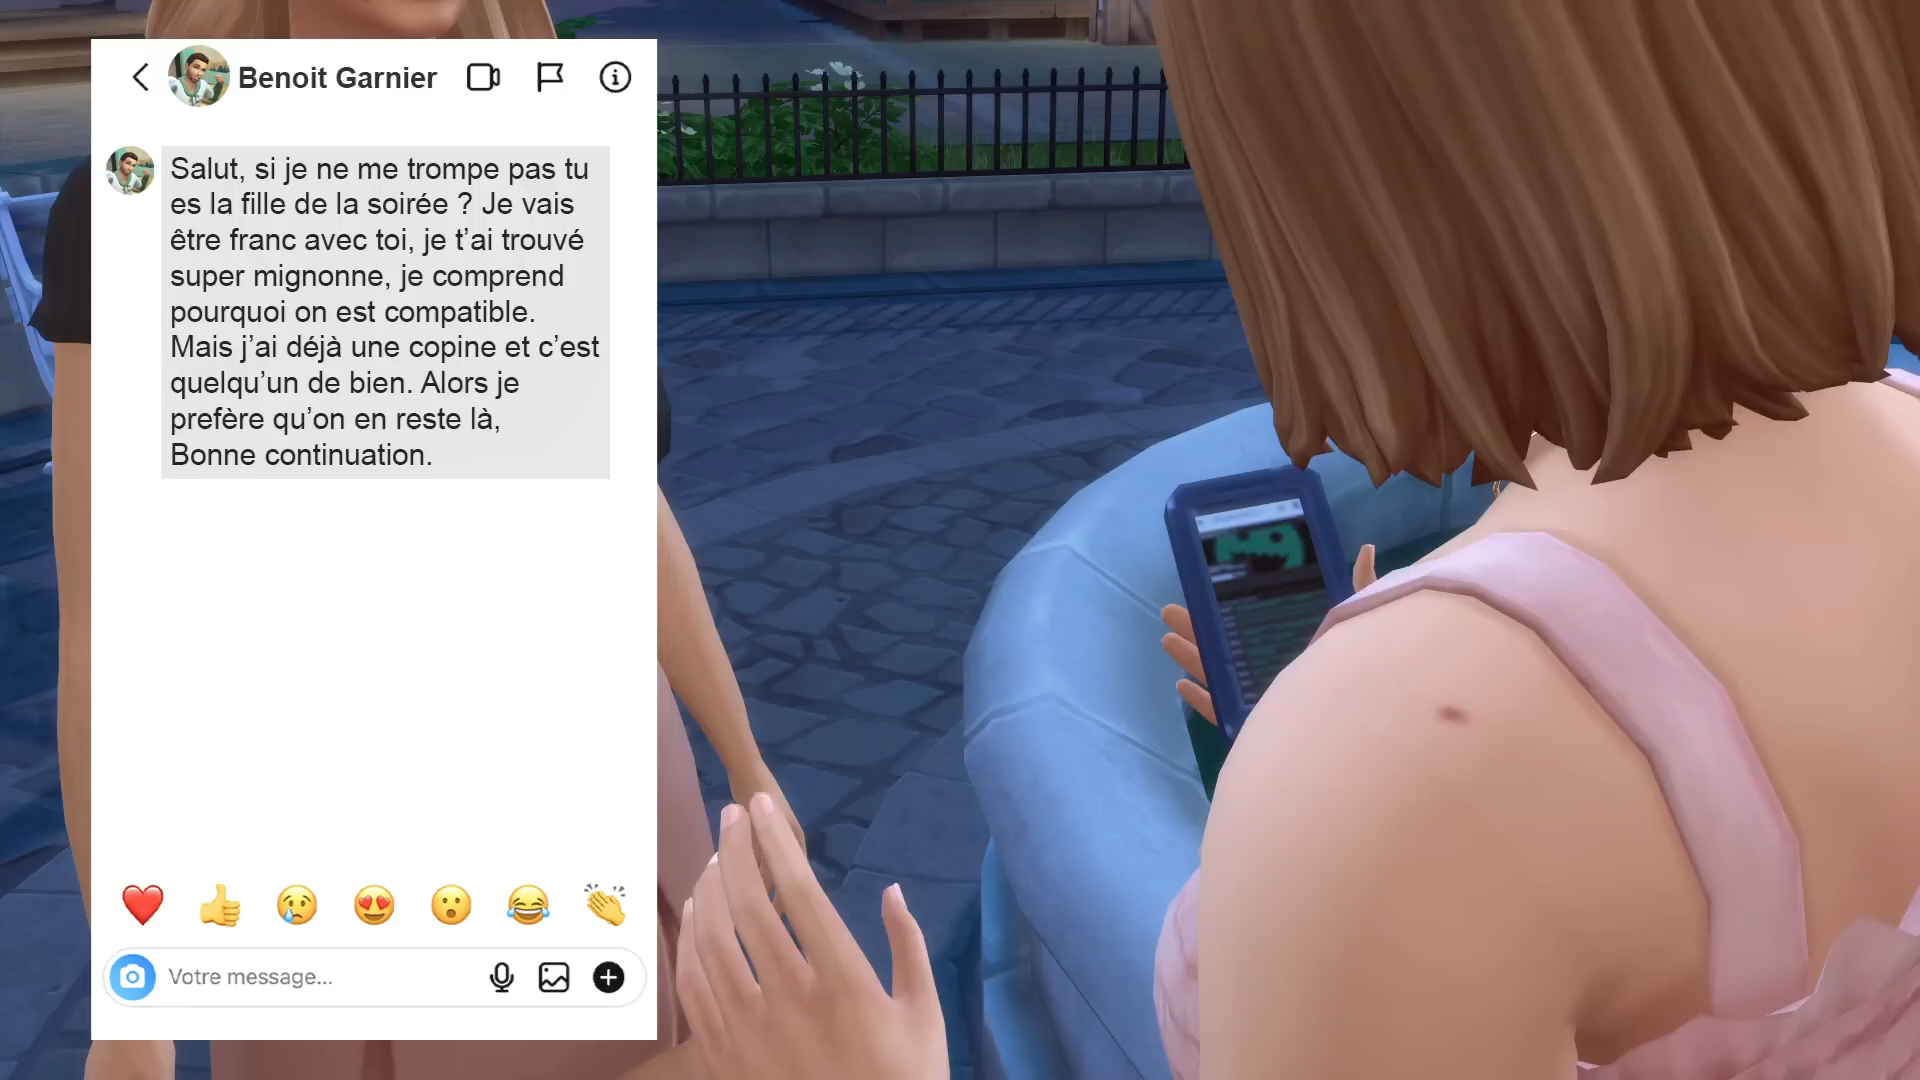 Benoit Garnier
Salut, si je ne me trompe pas tu
es la fille de la soirée ? Je vais
être franc avec toi, je t’ai trouvé
super mignonne, je comprend
pourquoi on est compatible.
Mais j’ai déjà une copine et c’est
quelqu’un de bien. Alors je
prefère qu’on en reste là,
Bonne continuation.
Votre message...